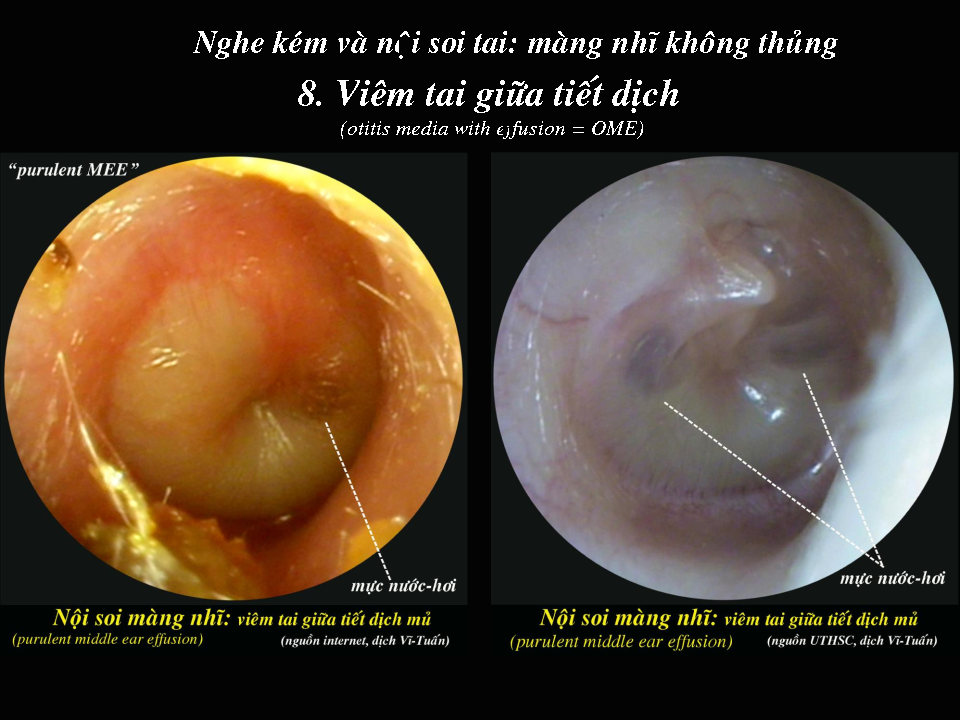 Nghe kém và nội soi tai: màng nhĩ không thủng
8. Viêm tai giữa tiết dịch
(otitis media with fusion = OME)
“purulent MEE”
mực nước-hơi
mực nước-hơi
Nội soi màng nhĩ: viêm tai giữa tiết dịch mủ
(purulent middle ear effusion) (nguồn internet, dịch Vĩ-Tuấn)
Nội soi màng nhĩ: viêm tai giữa tiết dịch mủ
(purulent middle ear effusion) (nguồn UTHSC, dịch Vĩ-Tuấn)